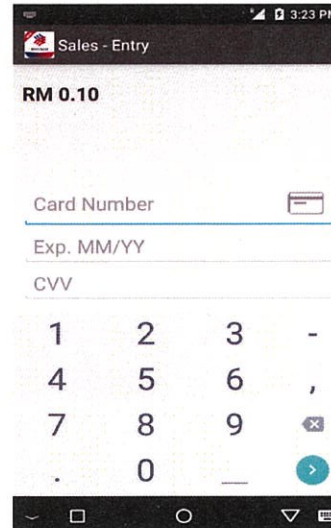 3:23 PM
Sales - Entry
RM 0.10
Card Number
Exp. MM/YY
CVV
1 2 3 -
4 5 6 ,
7 8 9
. 0 _